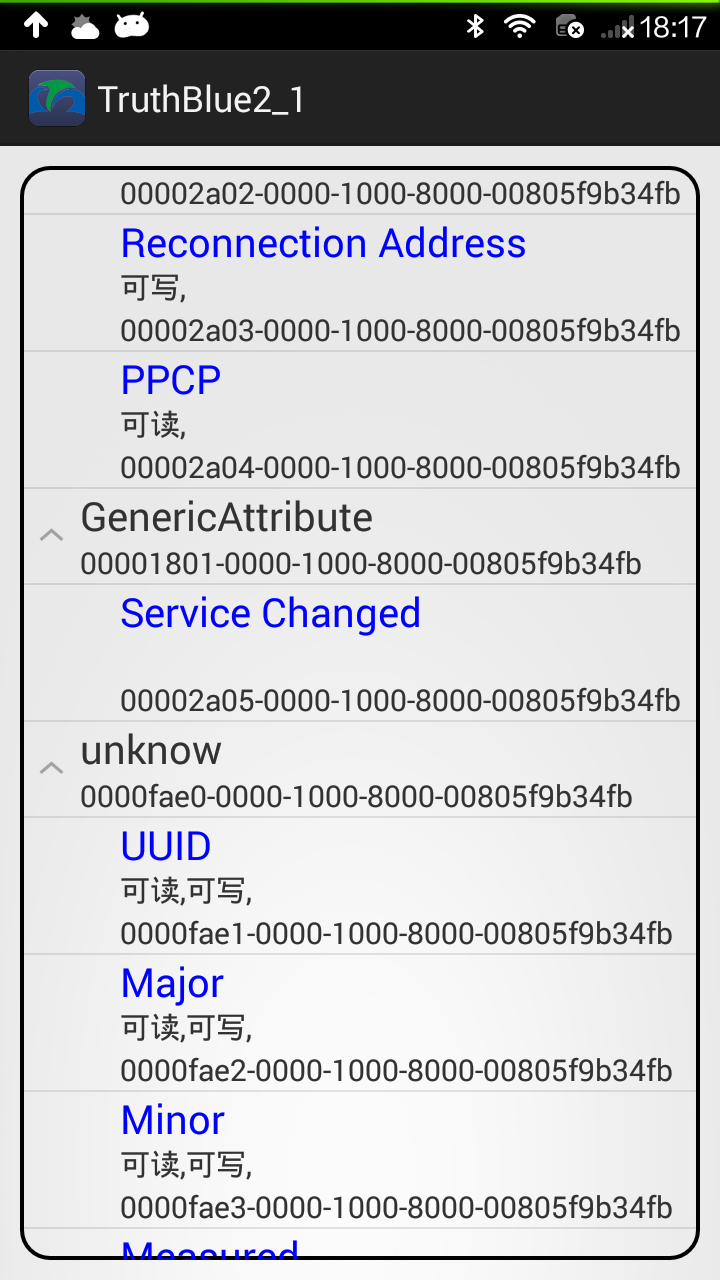 18:17
TruthBlue2_1
00002a02-0000-1000-8000-00805f9b34fb
Reconnection Address
可写,
00002a03-0000-1000-8000-00805f9b34fb
PPCP
可读,
00002a04-0000-1000-8000-00805f9b34fb
GenericAttribute
00001801-0000-1000-8000-00805f9b34fb
Service Changed
00002a05-0000-1000-8000-00805f9b34fb
unknow
0000fae0-0000-1000-8000-00805f9b34fb
UUID
可读,可写,
0000fae1-0000-1000-8000-00805f9b34fb
Major
可读,可写,
0000fae2-0000-1000-8000-00805f9b34fb
Minor
可读,可写,
0000fae3-0000-1000-8000-00805f9b34fb
Measured